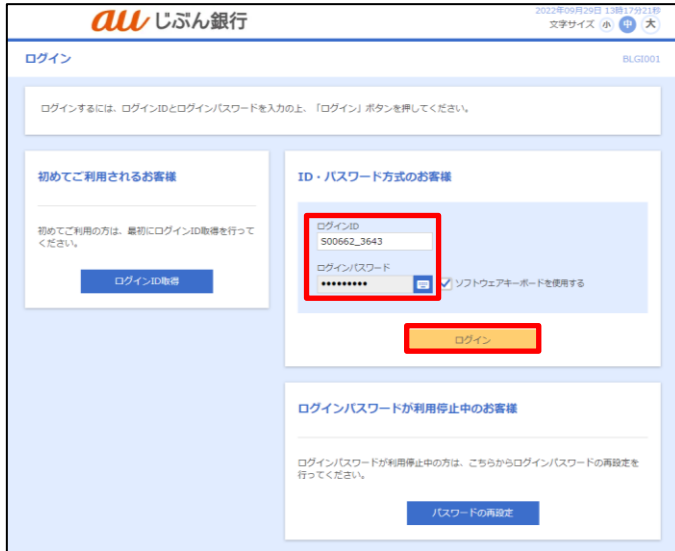 au じぶん銀行
2022年09月29日 13時17分21秒
文字サイズ 小 中 大
ログイン
BLGI001
ログインするには、ログインIDとログインパスワードを入力の上、「ログイン」ボタンを押してください。
初めてご利用されるお客様
初めてご利用の方は、最初にログインID取得を行って
ください。
ログインID取得
ID・パスワード方式のお客様
ログインID
S00662_3643
ログインパスワード
•••••••••
ソフトウェアキーボードを使用する
ログイン
ログインパスワードが利用停止中のお客様
ログインパスワードが利用停止中の方は、こちらからログインパスワードの再設定を
行ってください。
パスワードの再設定